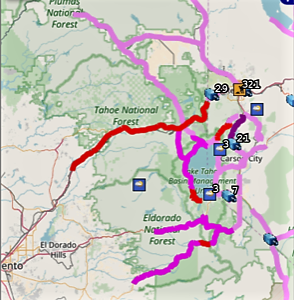 Plumas
National
Forest
29
321
Tahoe National
Forest
3
21
Carson City
Lake Tahoe
Basin Management
3
7
Eldorado
National
Forest
El Dorado
Hills
ento